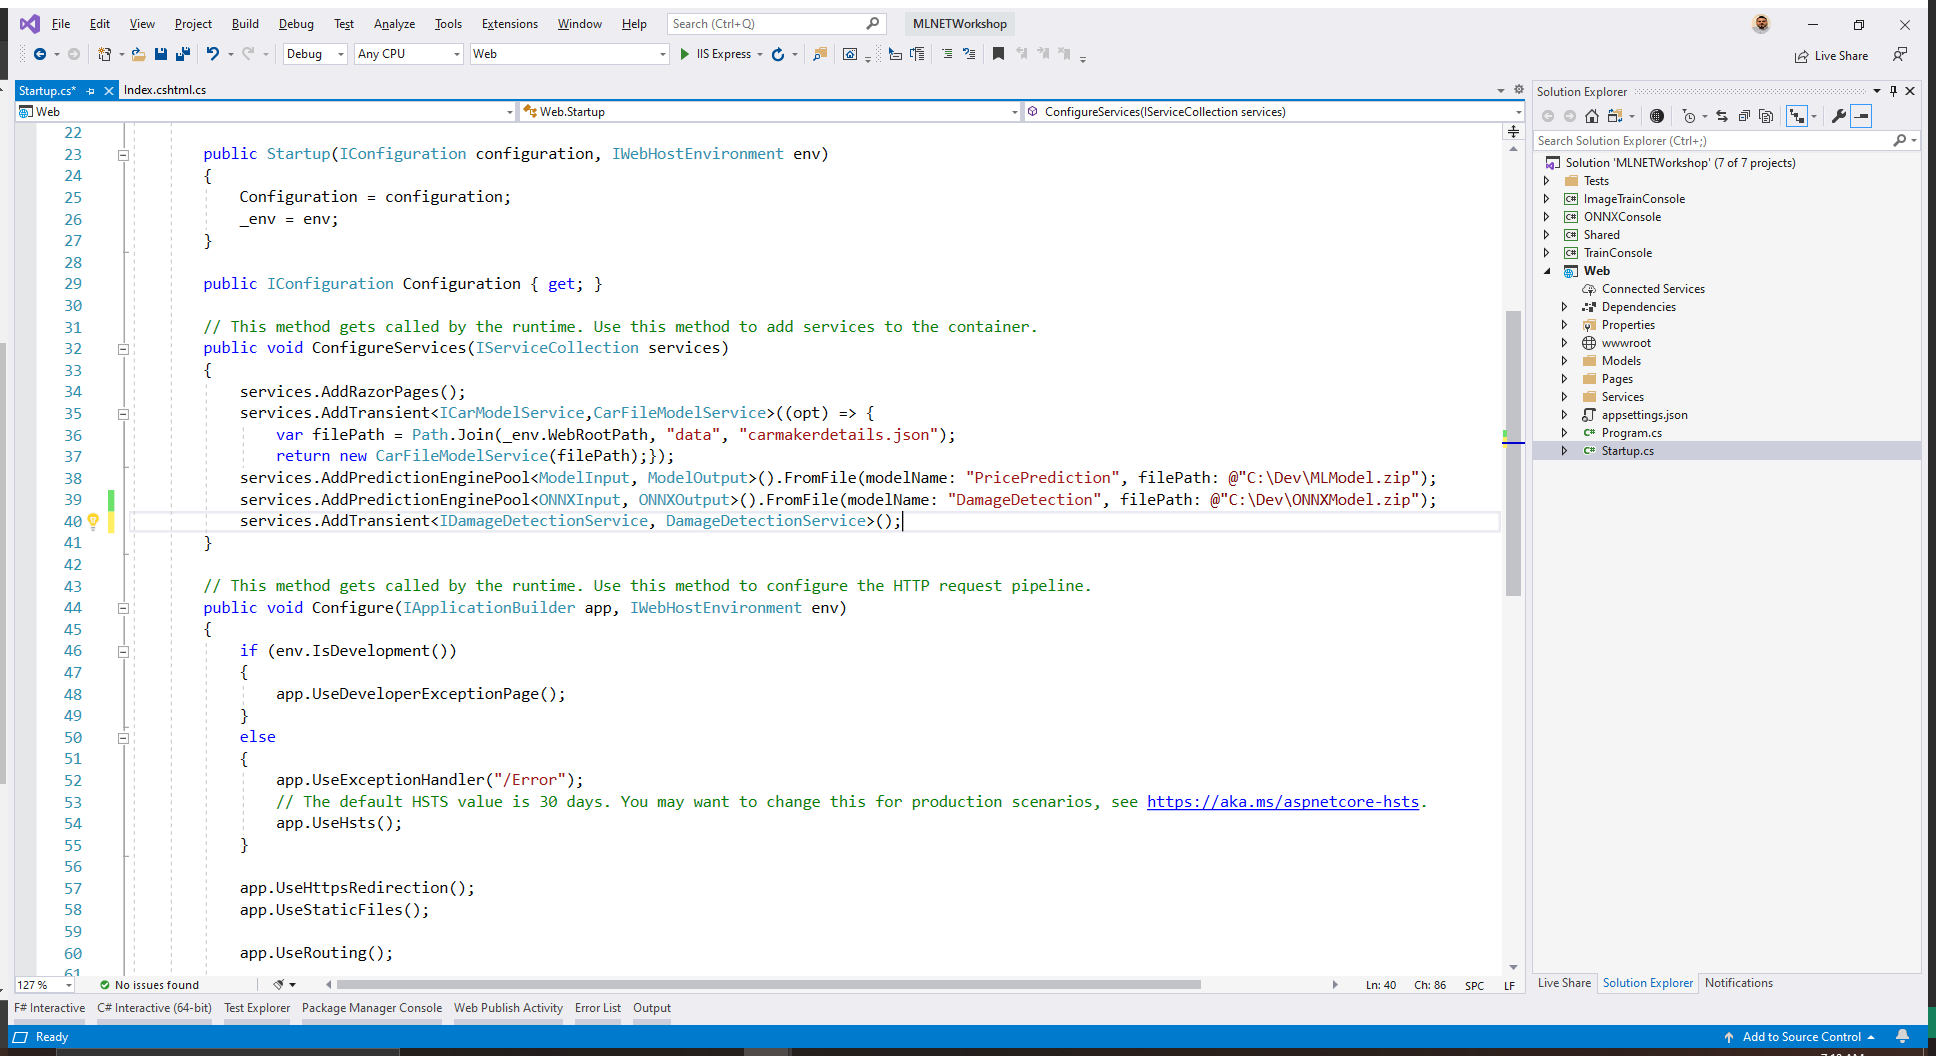 File Edit View Project Build Debug Test Analyze Tools Extensions Window Help Search (Ctrl+Q) MLNETWorkshop
Debug Any CPU Web IIS Express Live Share
Startup.cs* Index.cshtml.cs
Web Web.Startup ConfigureServices(IServiceCollection services)
22
23 public Startup(IConfiguration configuration, IWebHostEnvironment env)
24 {
25 Configuration = configuration;
26 _env = env;
27 }
28
29 public IConfiguration Configuration { get; }
30
31 // This method gets called by the runtime. Use this method to add services to the container.
32 public void ConfigureServices(IServiceCollection services)
33 {
34 services.AddRazorPages();
35 services.AddTransient<ICarModelService,CarFileModelService>((opt) => {
36 var filePath = Path.Join(_env.WebRootPath, "data", "carmakerdetails.json");
37 return new CarFileModelService(filePath);});
38 services.AddPredictionEnginePool<ModelInput, ModelOutput>().FromFile(modelName: "PricePrediction", filePath: @"C:\Dev\MLModel.zip");
39 services.AddPredictionEnginePool<ONNXInput, ONNXOutput>().FromFile(modelName: "DamageDetection", filePath: @"C:\Dev\ONNXModel.zip");
40 services.AddTransient<IDamageDetectionService, DamageDetectionService>();
41 }
42
43 // This method gets called by the runtime. Use this method to configure the HTTP request pipeline.
44 public void Configure(IApplicationBuilder app, IWebHostEnvironment env)
45 {
46 if (env.IsDevelopment())
47 {
48 app.UseDeveloperExceptionPage();
49 }
50 else
51 {
52 app.UseExceptionHandler("/Error");
53 // The default HSTS value is 30 days. You may want to change this for production scenarios, see https://aka.ms/aspnetcore-hsts.
54 app.UseHsts();
55 }
56
57 app.UseHttpsRedirection();
58 app.UseStaticFiles();
59
60 app.UseRouting();
61
127 % No issues found Ln: 40 Ch: 86 SPC LF
Solution Explorer
Search Solution Explorer (Ctrl+;)
Solution 'MLNETWorkshop' (7 of 7 projects)
Tests
C# ImageTrainConsole
C# ONNXConsole
C# Shared
C# TrainConsole
Web
Connected Services
Dependencies
Properties
wwwroot
Models
Pages
Services
appsettings.json
C# Program.cs
C# Startup.cs
Live Share Solution Explorer Notifications
F# Interactive C# Interactive (64-bit) Test Explorer Package Manager Console Web Publish Activity Error List Output
Ready Add to Source Control